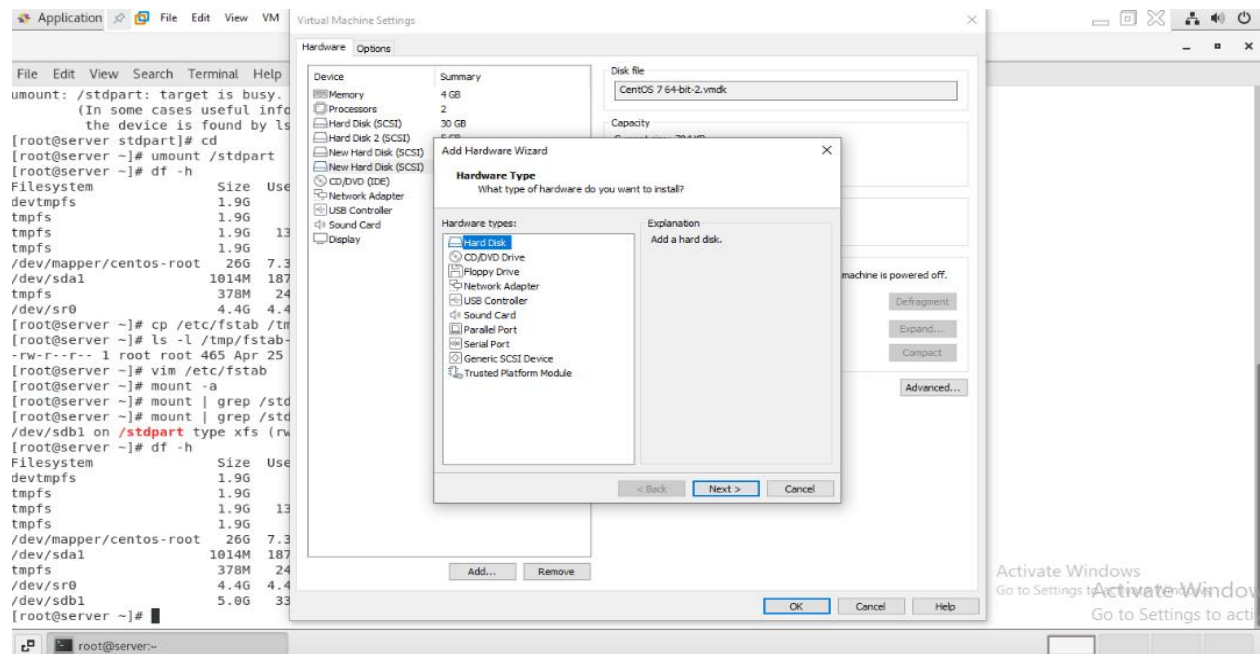 Application File Edit View VM
File Edit View Search Terminal Help
umount: /stdpart: target is busy.
(In some cases useful info
the device is found by ls
[root@server stdpart]# cd
[root@server ~]# umount /stdpart
[root@server ~]# df -h
Filesystem Size Use
devtmpfs 1.9G
tmpfs 1.9G
tmpfs 1.9G 13
tmpfs 1.9G
/dev/mapper/centos-root 26G 7.3
/dev/sda1 1014M 187
tmpfs 378M 24
/dev/sr0 4.4G 4.4
[root@server ~]# cp /etc/fstab /tm
[root@server ~]# ls -l /tmp/fstab-
-rw-r--r-- 1 root root 465 Apr 25
[root@server ~]# vim /etc/fstab
[root@server ~]# mount -a
[root@server ~]# mount | grep /std
[root@server ~]# mount | grep /std
/dev/sdb1 on /stdpart type xfs (rw
[root@server ~]# df -h
Filesystem Size Use
devtmpfs 1.9G
tmpfs 1.9G
tmpfs 1.9G 13
tmpfs 1.9G
/dev/mapper/centos-root 26G 7.3
/dev/sda1 1014M 187
tmpfs 378M 24
/dev/sr0 4.4G 4.4
/dev/sdb1 5.0G 33
[root@server ~]#
root@server:~
Virtual Machine Settings
Hardware Options
Device Summary
Memory 4 GB
Processors 2
Hard Disk (SCSI) 30 GB
Hard Disk 2 (SCSI)
New Hard Disk (SCSI)
New Hard Disk (SCSI)
CD/DVD (IDE)
Network Adapter
USB Controller
Sound Card
Display
Add... Remove
Disk file
CentOS 7 64-bit-2.vmdk
Capacity
machine is powered off.
Defragment
Expand...
Compact
Advanced...
OK Cancel Help
Add Hardware Wizard
Hardware Type
What type of hardware do you want to install?
Hardware types:
Hard Disk
CD/DVD Drive
Floppy Drive
Network Adapter
USB Controller
Sound Card
Parallel Port
Serial Port
Generic SCSI Device
Trusted Platform Module
Explanation
Add a hard disk.
< Back Next > Cancel
Activate Windows
Go to Settings
Activate Window
Go to Settings to acti